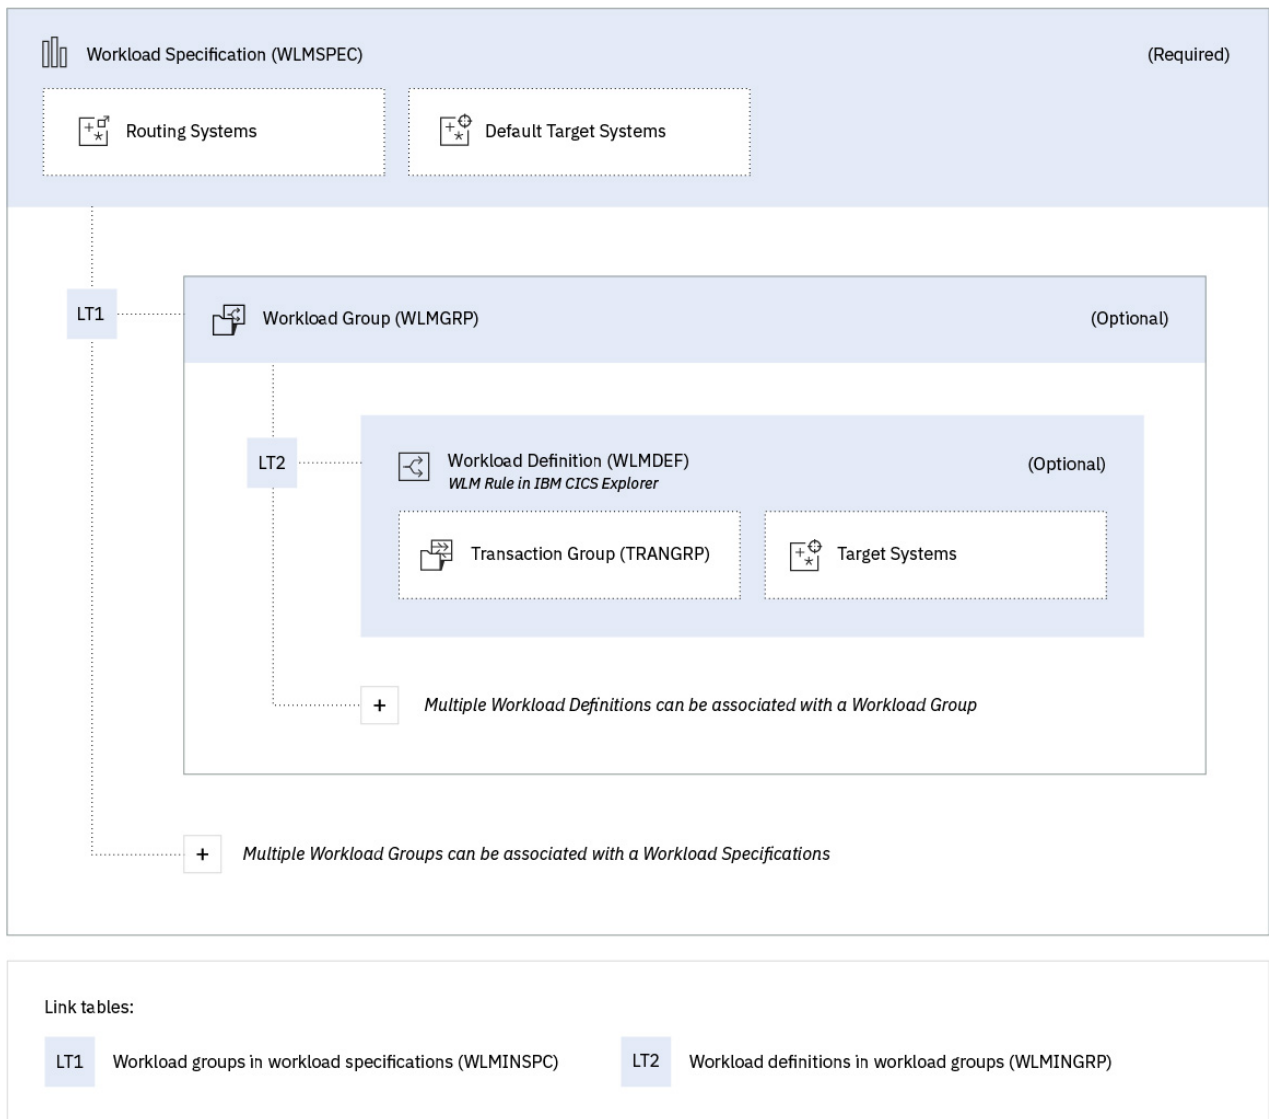 Workload Specification (WLMSPEC)
(Required)
Routing Systems
Default Target Systems
LT1
Workload Group (WLMGRP)
(Optional)
LT2
Workload Definition (WLMDEF)
WLM Rule in IBM CICS Explorer
(Optional)
Transaction Group (TRANGRP)
Target Systems
+
Multiple Workload Definitions can be associated with a Workload Group
+
Multiple Workload Groups can be associated with a Workload Specifications
Link tables:
LT1
Workload groups in workload specifications (WLMINSPC)
LT2
Workload definitions in workload groups (WLMINGRP)